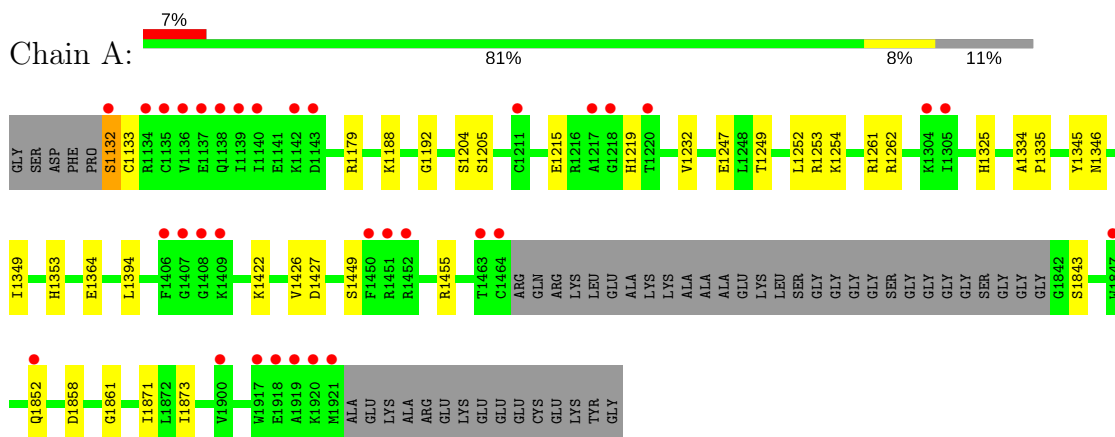 7%
Chain A:
81% 8% 11%
GLY SER ASP PHE PRO S1132 C1133 R1134 C1135 V1136 E1137 Q1138 I1139 I1140 E1141 K1142 D1143 R1179 K1188 G1192 S1204 S1205 C1211 E1215 R1216 A1217 G1218 H1219 T1220 V1232 E1247 L1248 T1249 L1252 R1253 K1254 R1261 R1262 K1304 I1305 H1325 A1334 P1335 Y1345 N1346
I1349 H1353 E1364 L1394 F1406 G1407 G1408 K1409 K1422 V1426 D1427 S1449 F1450 R1451 R1452 R1455 T1463 C1464 ARG GLN ARG LYS LEU GLU ALA LYS LYS ALA ALA ALA GLU LYS LEU SER GLY GLY GLY GLY SER GLY GLY GLY GLY SER GLY GLY GLY G1842 S1843
Q1852 D1858 G1861 I1871 L1872 I1873 V1900 W1917 E1918 A1919 K1920 M1921 ALA GLU LYS ALA ARG GLU LYS GLU GLU GLU CYS GLU LYS TYR GLY